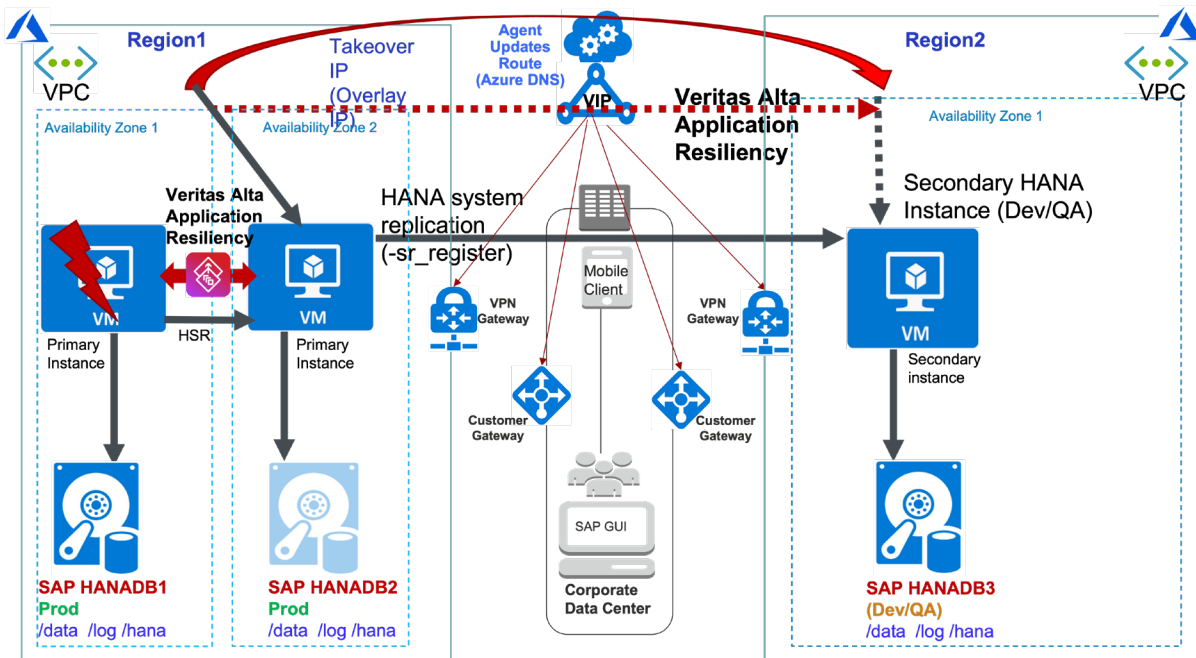 Region1
VPC
Takeover
IP
(Overlay
IP)
Agent
Updates
Route
(Azure DNS)
VIP
Region2
VPC
Availability Zone 1
Availability Zone 2
Veritas Alta
Application
Resiliency
Availability Zone 1
Veritas Alta
Application
Resiliency
HANA system
replication
(-sr_register)
Secondary HANA
Instance (Dev/QA)
Mobile
Client
VM
HSR
VM
VPN
Gateway
VPN
Gateway
VM
Primary
Instance
Primary
Instance
Secondary
instance
Customer
Gateway
Customer
Gateway
SAP GUI
Corporate
Data Center
SAP HANADB1
Prod
/data /log /hana
SAP HANADB2
Prod
/data /log /hana
SAP HANADB3
(Dev/QA)
/data /log /hana